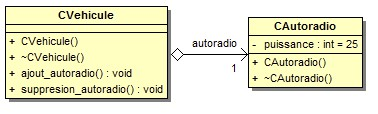 CVehicule
+ CVehicule()
+ ~CVehicule()
+ ajout_autoradio() : void
+ suppresion_autoradio() : void
autoradio
1
CAutoradio
- puissance : int = 25
+ CAutoradio()
+ ~CAutoradio()